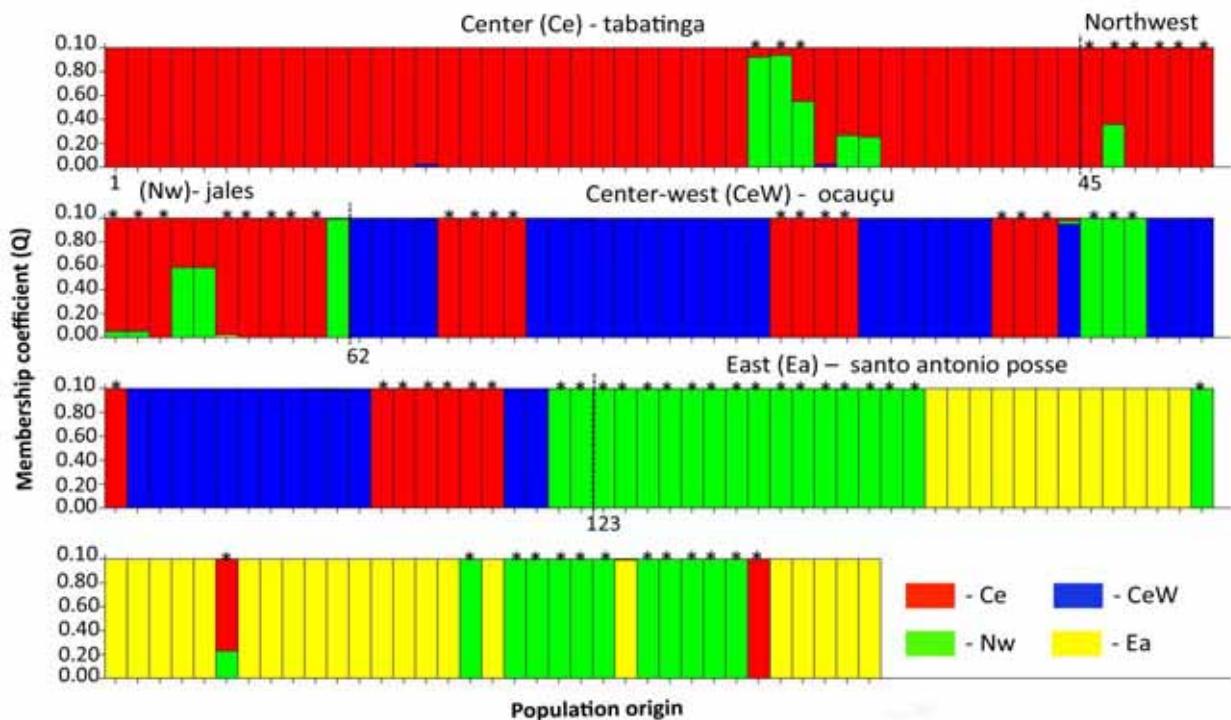 Center (Ce) - tabatinga
Northwest
* * *
* * * * * *
0.10
0.80
0.60
0.40
0.20
0.00
1
45
(Nw)- jales
Center-west (CeW) - ocauçu
* * * * * * * *
* * * *
* * * *
* * *
* * *
0.10
0.80
0.60
0.40
0.20
0.00
62
East (Ea) – santo antonio posse
*
* * * * * *
* * * * * * * * * * * * * * * * *
*
0.10
0.80
0.60
0.40
0.20
0.00
123
*
* * * * * * * * * * * *
0.10
0.80
0.60
0.40
0.20
0.00
Membership coefficient (Q)
- Ce
- CeW
- Nw
- Ea
Population origin